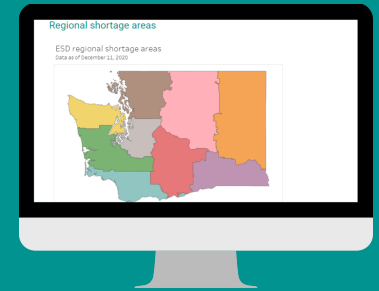 Regional shortage areas
ESD regional shortage areas
Data as of December 11, 2020